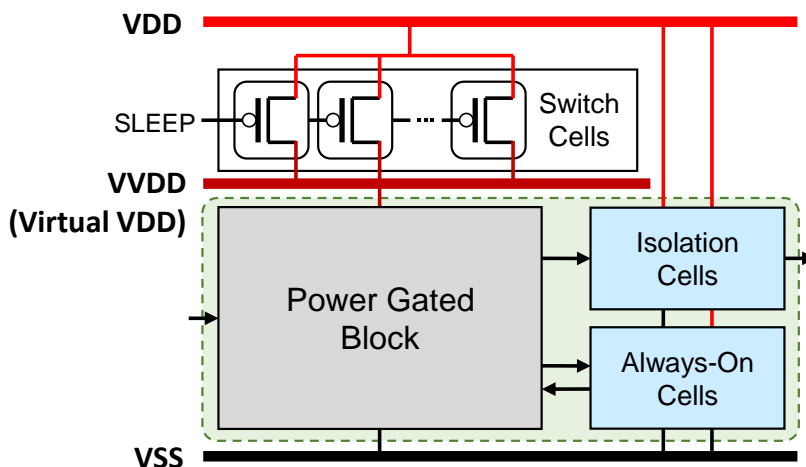 VDD
SLEEP
Switch
Cells
VVDD
(Virtual VDD)
Power Gated
Block
Isolation
Cells
Always-On
Cells
VSS